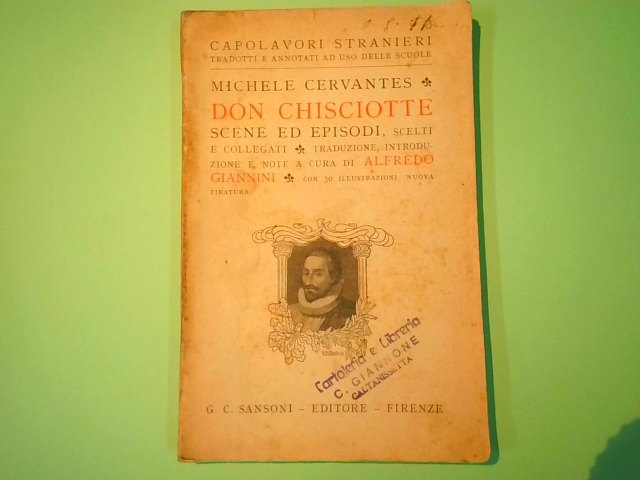 CAPOLAVORI STRANIERI
TRADOTTI E ANNOTATI AD USO DELLE SCUOLE
MICHELE CERVANTES
DON CHISCIOTTE
SCENE ED EPISODI, SCELTI
E COLLEGATI TRADUZIONE, INTRODU-
ZIONE E NOTE A CURA DI ALFREDO
GIANNINI CON 30 ILLUSTRAZIONI. NUOVA
TIRATURA.
Cartoleria e Libreria
C. GIANNONE
CALTANISSETTA
G. C. SANSONI – EDITORE – FIRENZE